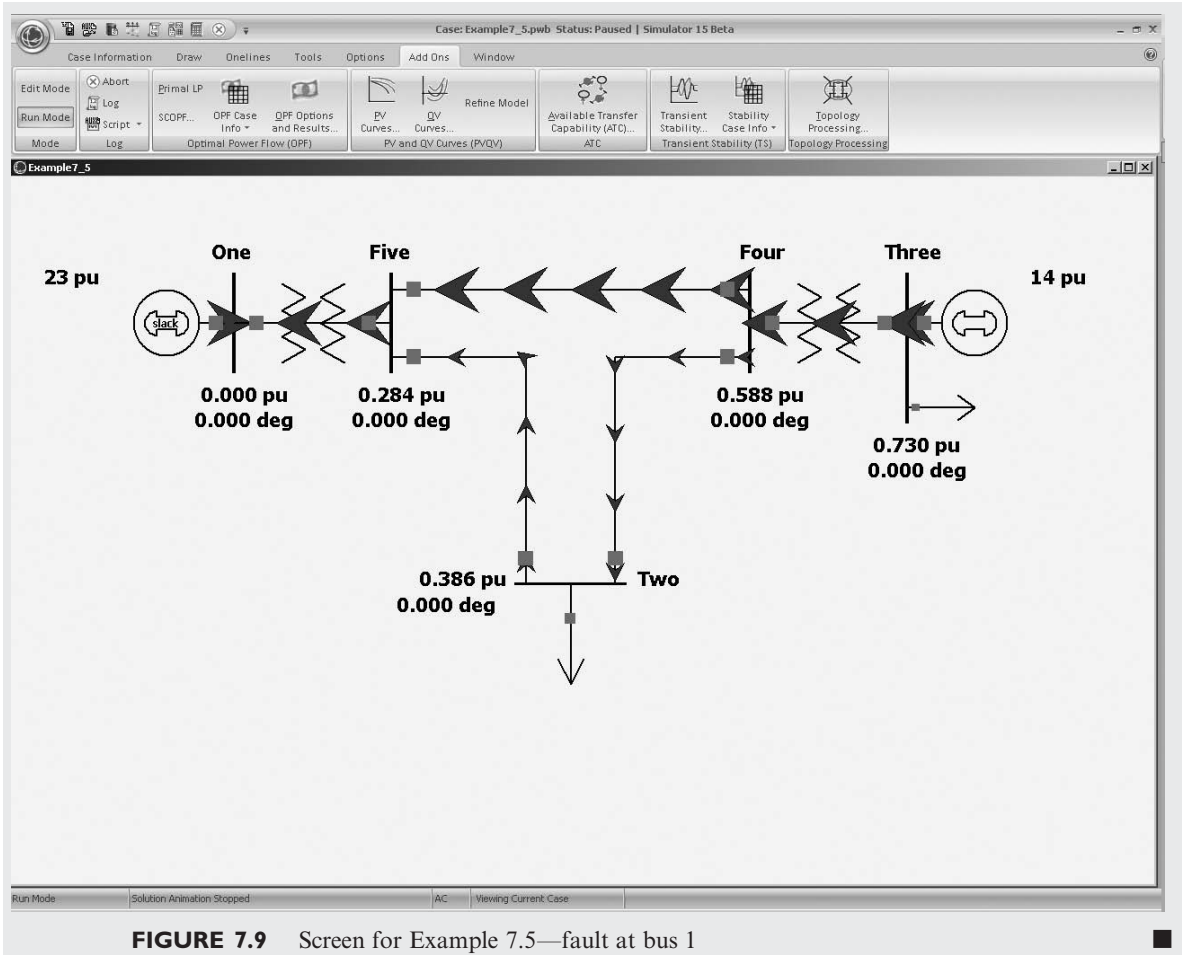 Case: Example7_5.pwb Status: Paused | Simulator 15 Beta
Case Information Draw Onelines Tools Options Add Ons Window
Edit Mode
Run Mode
Mode
Abort
Log
Script
Log
Primal LP
SCOPF...
OPF Case Info
OPF Options and Results...
Optimal Power Flow (OPF)
PV Curves...
QV Curves...
Refine Model
PV and QV Curves (PVQV)
Available Transfer Capability (ATC)...
ATC
Transient Stability...
Stability Case Info
Transient Stability (TS)
Topology Processing...
Topology Processing
Example7_5
One
Five
Four
Three
23 pu
14 pu
slack
0.000 pu
0.000 deg
0.284 pu
0.000 deg
0.588 pu
0.000 deg
0.730 pu
0.000 deg
0.386 pu
0.000 deg
Two
Run Mode Solution Animation Stopped AC Viewing Current Case
FIGURE 7.9 Screen for Example 7.5—fault at bus 1